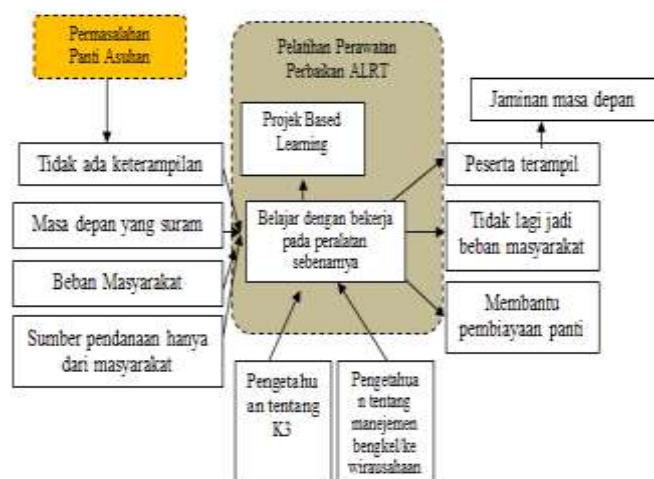 Permasalahan
Panti Asuhan
Tidak ada keterampilan
Masa depan yang suram
Beban Masyarakat
Sumber pendanaan hanya
dari masyarakat
Pelatihan Perawatan
Perbaikan ALRT
Projek Based
Learning
Belajar dengan bekerja
pada peralatan
sebenarnya
Pengetahu
an tentang
K3
Pengetahua
n tentang
manejemen
bengkel/ke
wirausahaan
Jaminan masa depan
Peserta terampil
Tidak lagi jadi
beban masyarakat
Membantu
pembiayaan panti